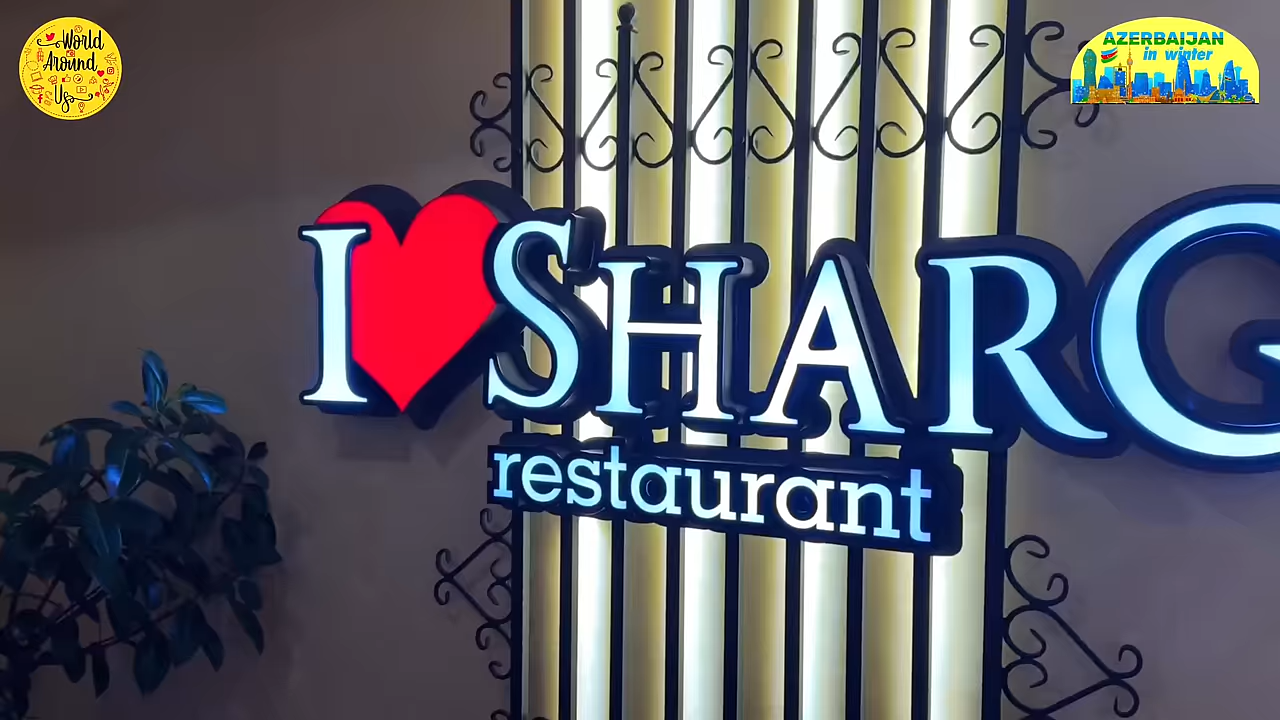 World
Around
Us
AZERBAIJAN
in winter
I SHARG
restaurant